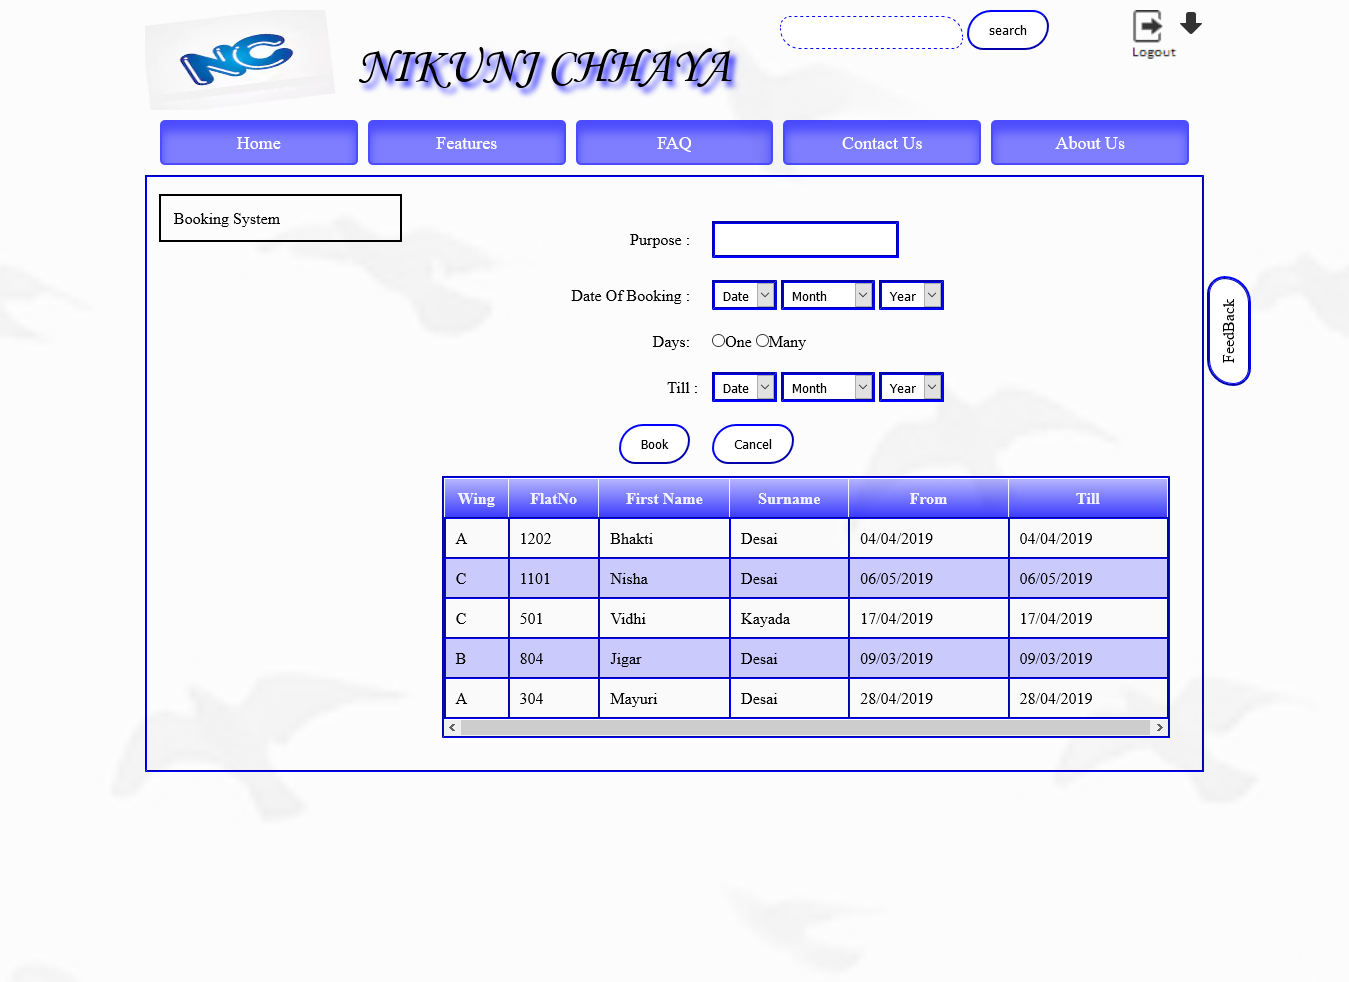 NC
NIKUNJ CHHAYA
search
Logout
Home Features FAQ Contact Us About Us
Booking System
Purpose :
Date Of Booking : Date Month Year
Days: One Many
Till : Date Month Year
Book Cancel
FeedBack
Wing FlatNo First Name Surname From Till
A 1202 Bhakti Desai 04/04/2019 04/04/2019
C 1101 Nisha Desai 06/05/2019 06/05/2019
C 501 Vidhi Kayada 17/04/2019 17/04/2019
B 804 Jigar Desai 09/03/2019 09/03/2019
A 304 Mayuri Desai 28/04/2019 28/04/2019